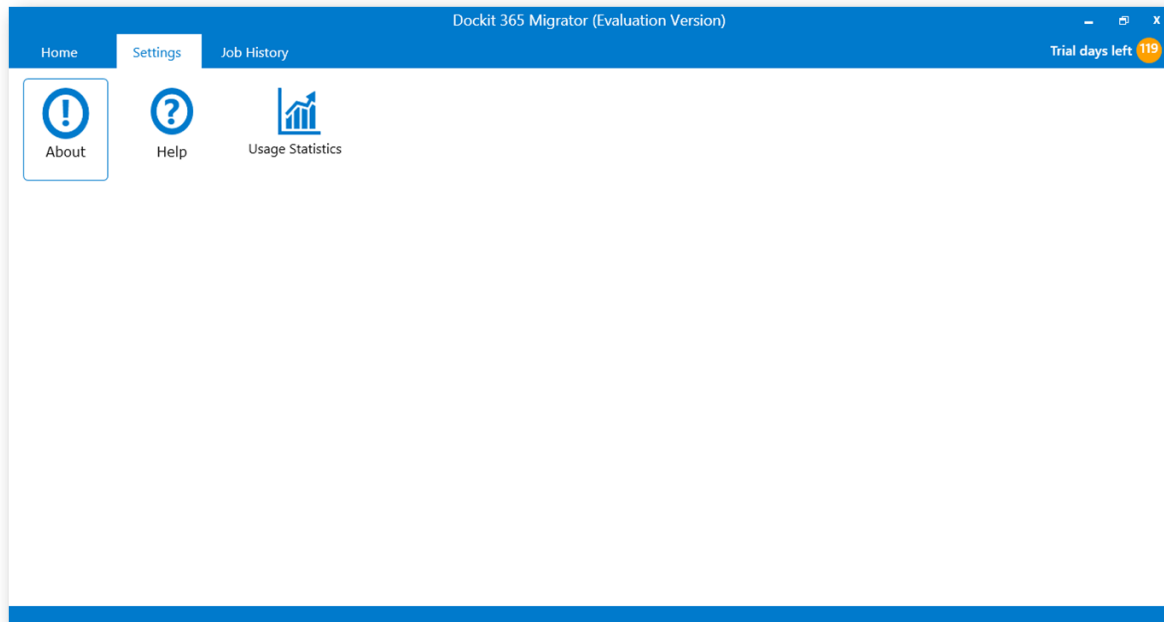 Dockit 365 Migrator (Evaluation Version)
Home Settings Job History Trial days left 119
About Help Usage Statistics